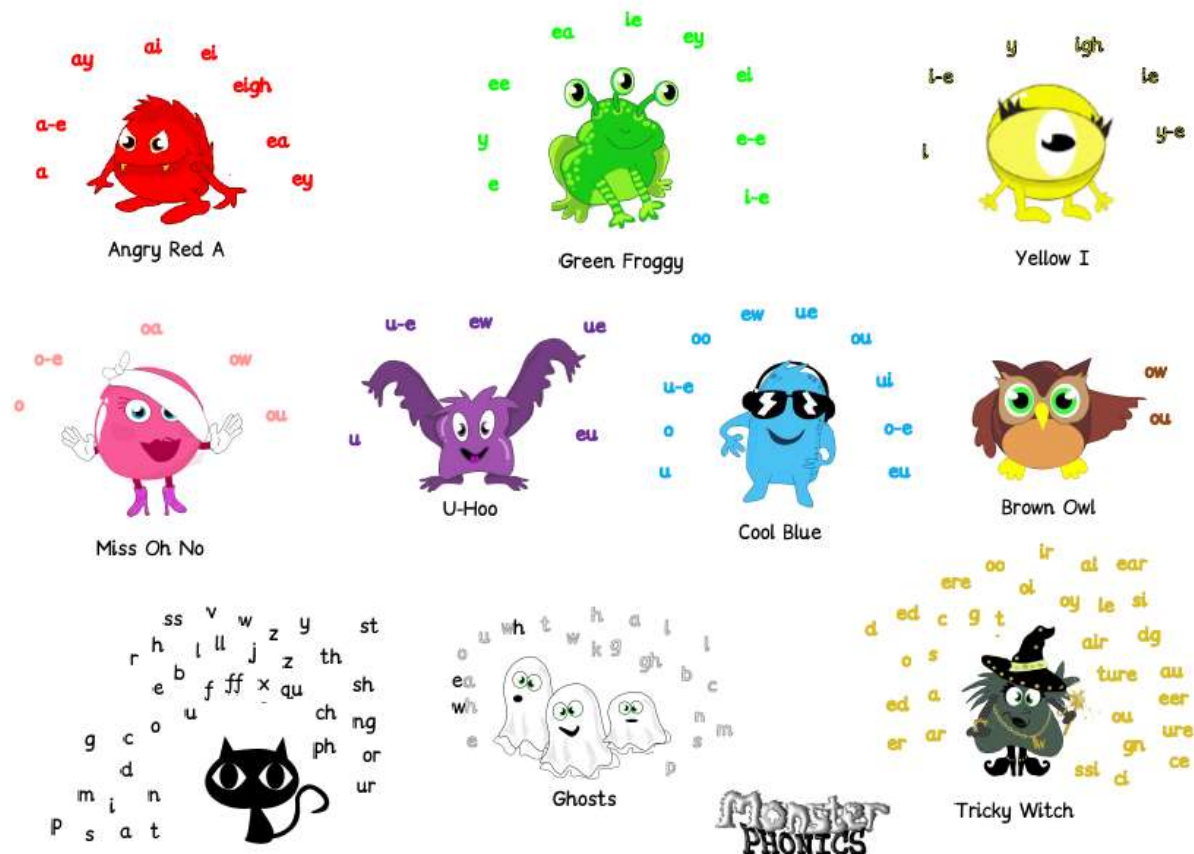 ay
ai
ei
eigh
a-e
ea
a
ey
Angry Red A
ea
ie
ey
ee
ei
y
e-e
e
i-e
Green Froggy
y
igh
i-e
ie
y-e
i
Yellow I
oa
o-e
ow
o
ou
Miss Oh No
u-e
ew
ue
u
eu
U-Hoo
ew
ue
oo
ou
u-e
ui
o
o-e
u
eu
Cool Blue
ow
ou
Brown Owl
ss
v
w
y
st
r
h
l
ll
j
z
z
th
e
b
f
ff
x
qu
sh
o
u
ch
ng
g
c
ph
or
d
ur
m
i
n
p
s
a
t
u
wh
t
h
a
l
l
o
w
k
g
gh
b
c
ea
wh
n
m
e
s
p
Ghosts
ir
oo
ai
ear
ere
oi
oy
le
si
ed
c
g
t
d
air
dg
o
s
ture
au
ed
a
eer
ou
ure
er
ar
gn
ce
ssi
ci
Tricky Witch
Monster
PHONICS